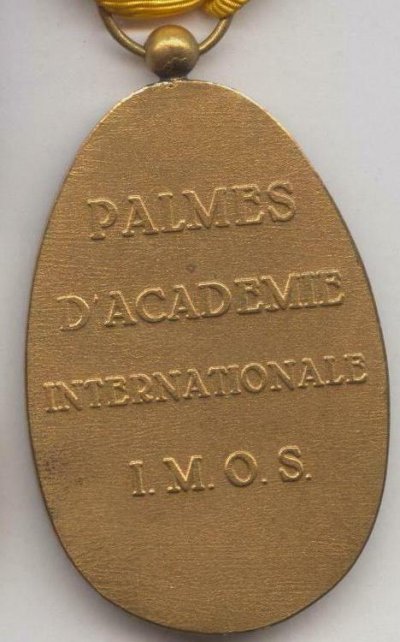 PALMES
D'ACADEMIE
INTERNATIONALE
I. M. O. S.